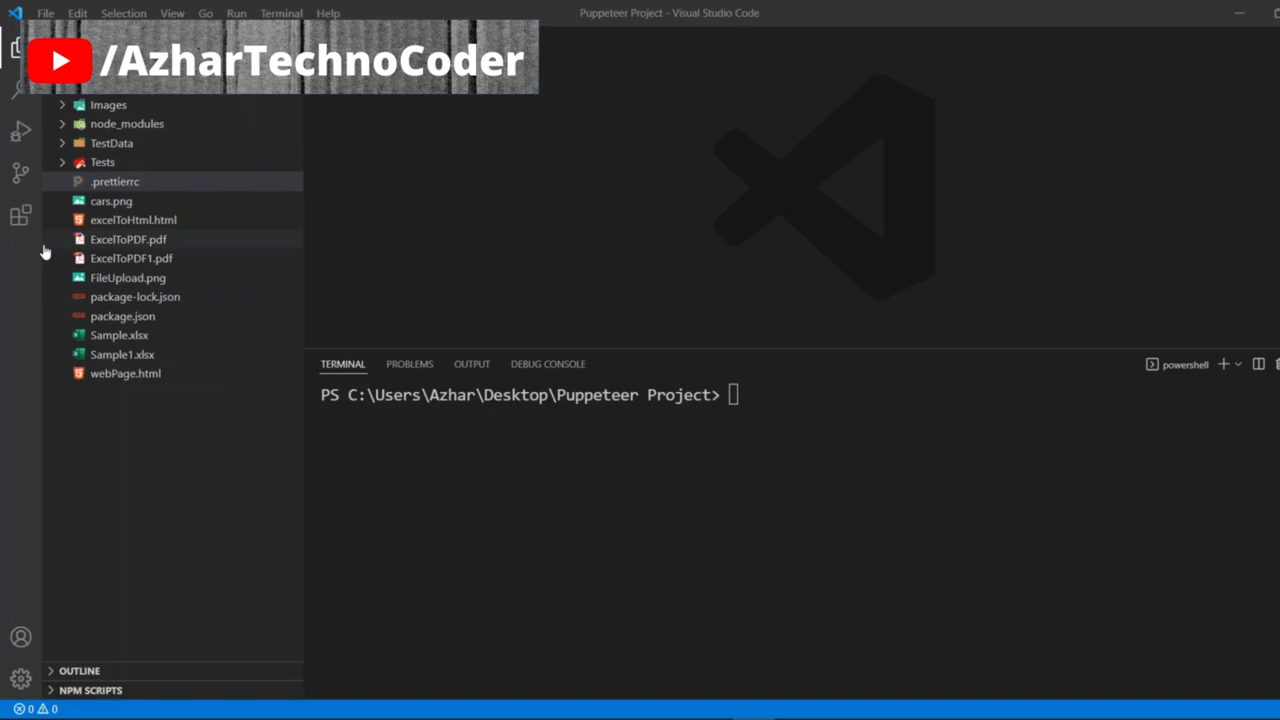 File Edit Selection View Go Run Terminal Help
Puppeteer Project - Visual Studio Code
/AzharTechnoCoder
Images
node_modules
TestData
Tests
.prettierrc
cars.png
excelToHtml.html
ExcelToPDF.pdf
ExcelToPDF1.pdf
FileUpload.png
package-lock.json
package.json
Sample.xlsx
Sample1.xlsx
webPage.html
TERMINAL PROBLEMS OUTPUT DEBUG CONSOLE
powershell
PS C:\Users\Azhar\Desktop\Puppeteer Project>
OUTLINE
NPM SCRIPTS
0 0